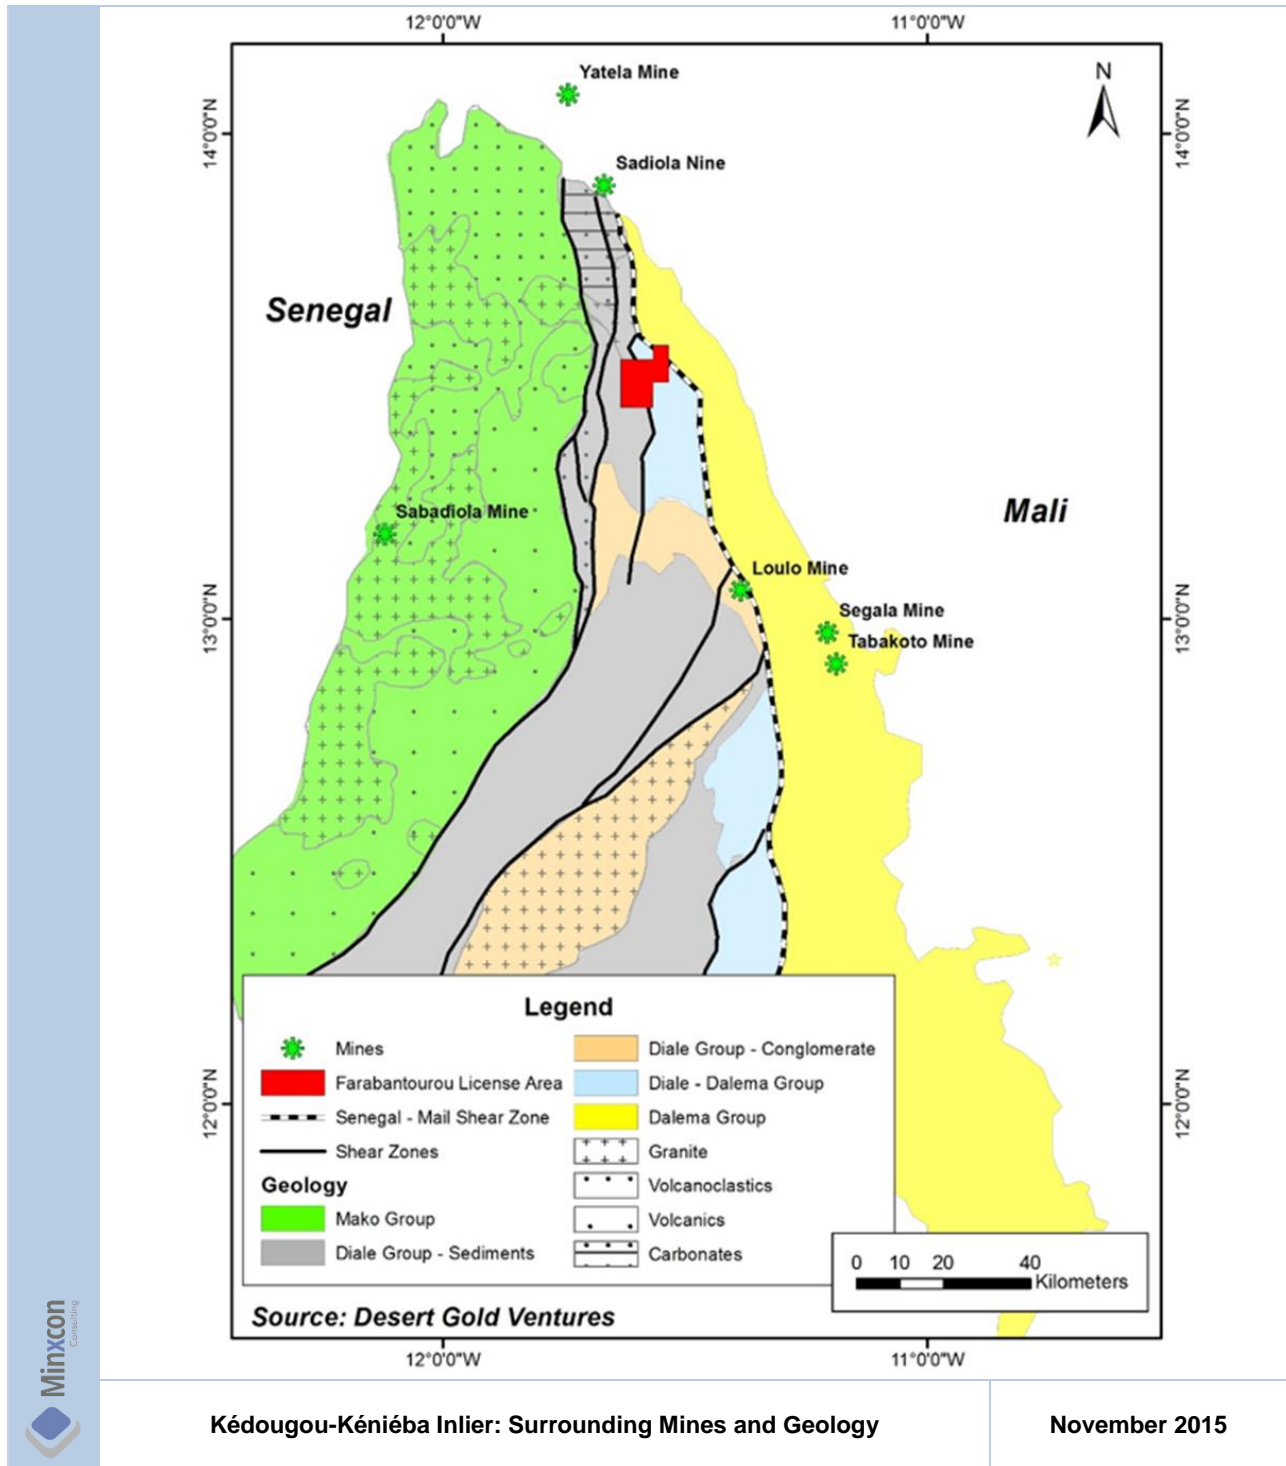 12°0'0"W 11°0'0"W
Yatela Mine
N
14°0'0"N 14°0'0"N
Sadiola Nine
Senegal
Sabadiola Mine
Mali
Loulo Mine
13°0'0"N 13°0'0"N
Segala Mine
Tabakoto Mine
Legend
Mines
Farabantourou License Area
Senegal - Mail Shear Zone
Shear Zones
Geology
Mako Group
Diale Group - Sediments
Diale Group - Conglomerate
Diale - Dalema Group
Dalema Group
Granite
Volcanoclastics
Volcanics
Carbonates
12°0'0"N 12°0'0"N
0 10 20 40
Kilometers
Source: Desert Gold Ventures
12°0'0"W 11°0'0"W
Minxcon
Consulting
Kédougou-Kéniéba Inlier: Surrounding Mines and Geology
November 2015